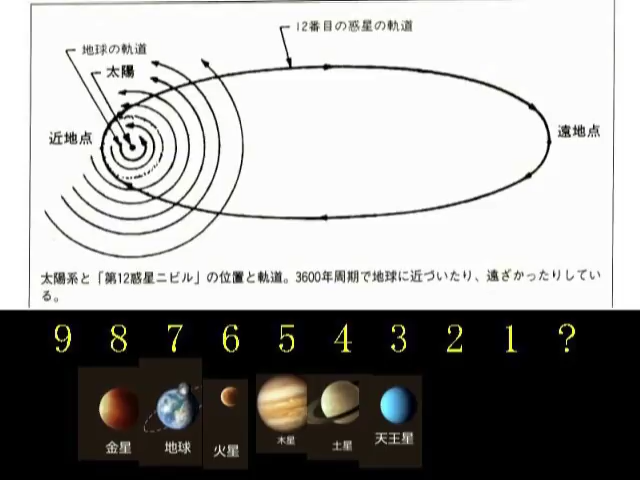 12番目の惑星の軌道
地球の軌道
太陽
近地点
遠地点
太陽系と「第12惑星ニビル」の位置と軌道。3600年周期で地球に近づいたり、遠ざかったりしてい
る。
9 8 7 6 5 4 3 2 1 ?
金星 地球 火星 木星 土星 天王星